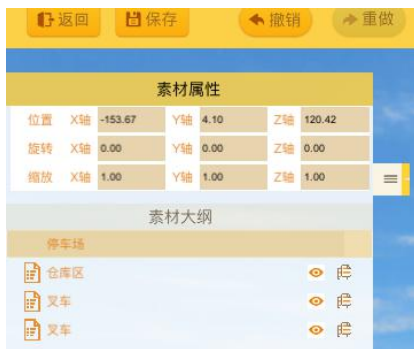 返回 保存 撤销 重做
素材属性
位置 X轴 -153.67 Y轴 4.10 Z轴 120.42
旋转 X轴 0.00 Y轴 0.00 Z轴 0.00
缩放 X轴 1.00 Y轴 1.00 Z轴 1.00
素材大纲
停车场
仓库区
叉车
叉车